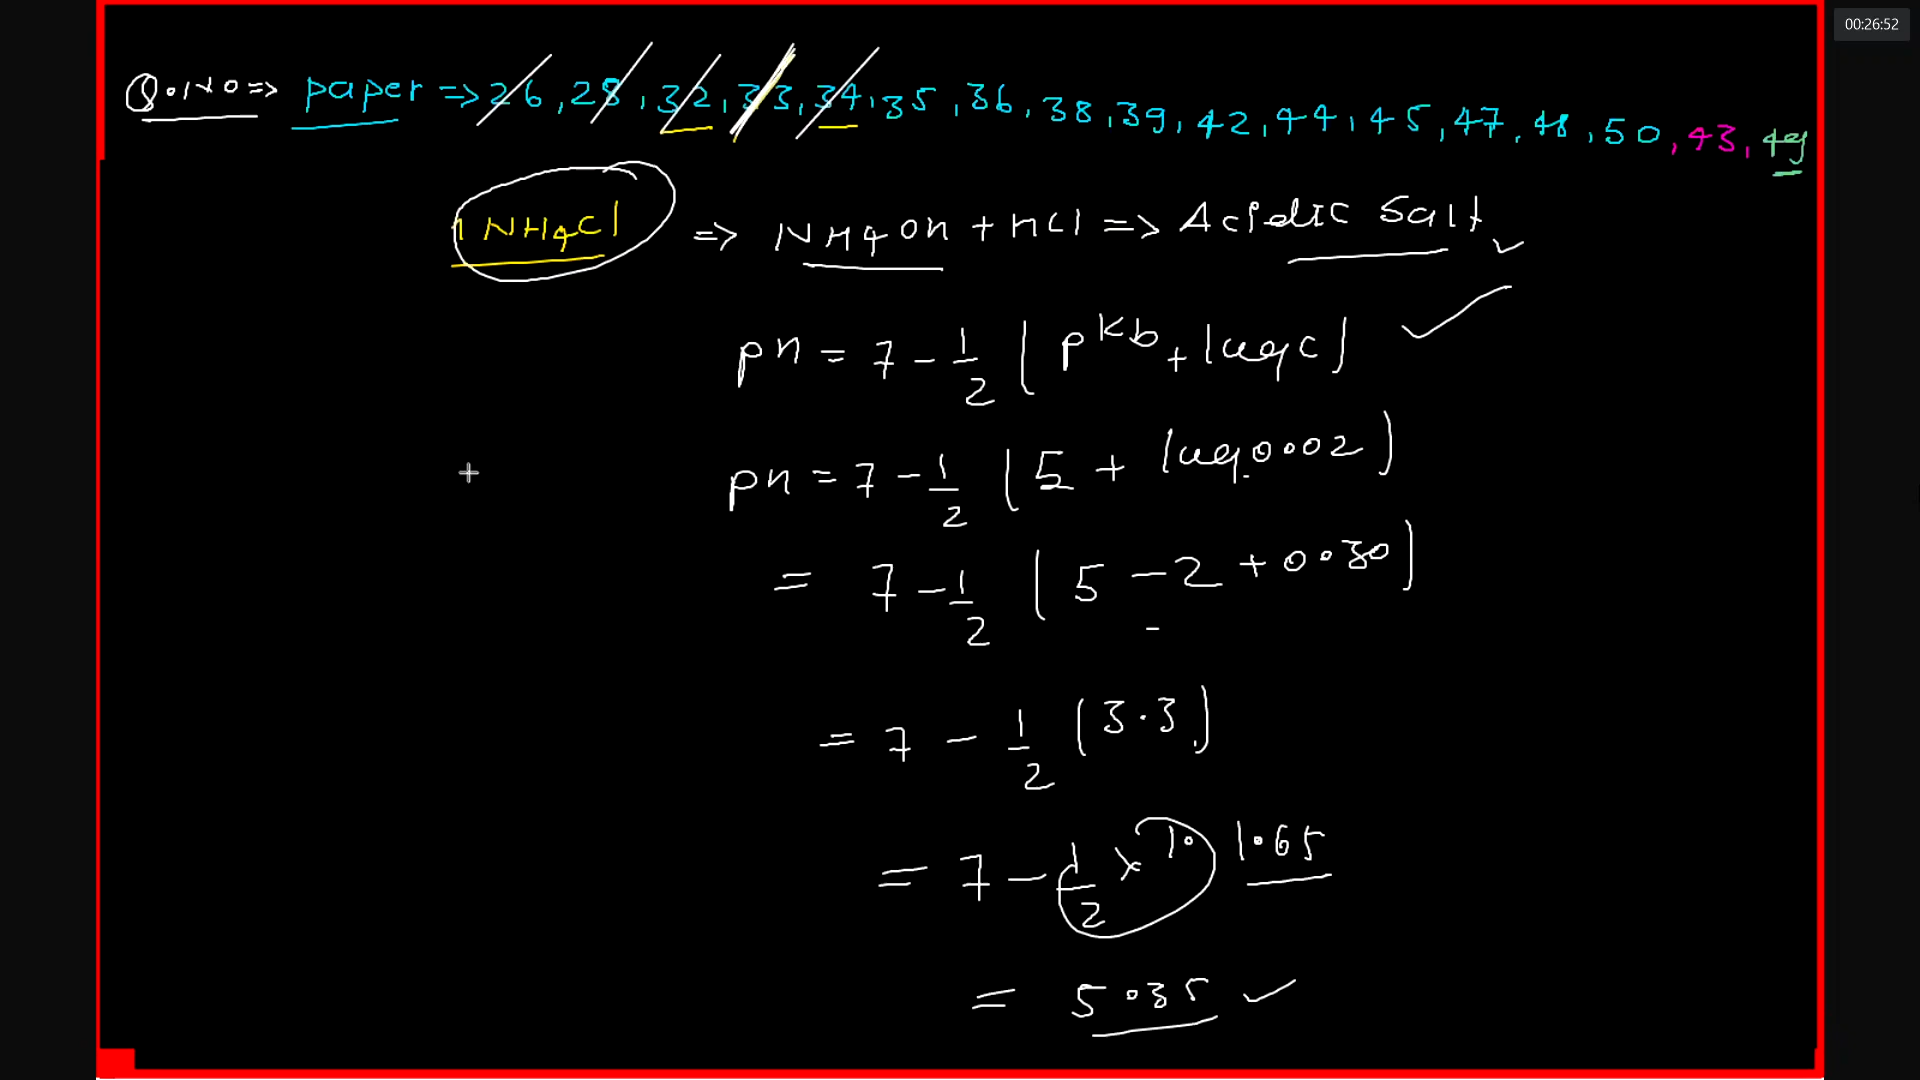 00:26:52
Q.No => paper => 26, 28, 32, 33, 34, 35, 36, 38, 39, 42, 44, 45, 47, 48, 50, 43, 49
NH4Cl => NH4OH + HCl => Acidic Salt ✓
pH = 7 - 1/2 [pKb + log C] ✓
pH = 7 - 1/2 [5 + log 0.002]
= 7 - 1/2 [5 - 2 + 0.30]
= 7 - 1/2 [3.3]
= 7 - 1/2 × 1. 1.65
= 5.35 ✓